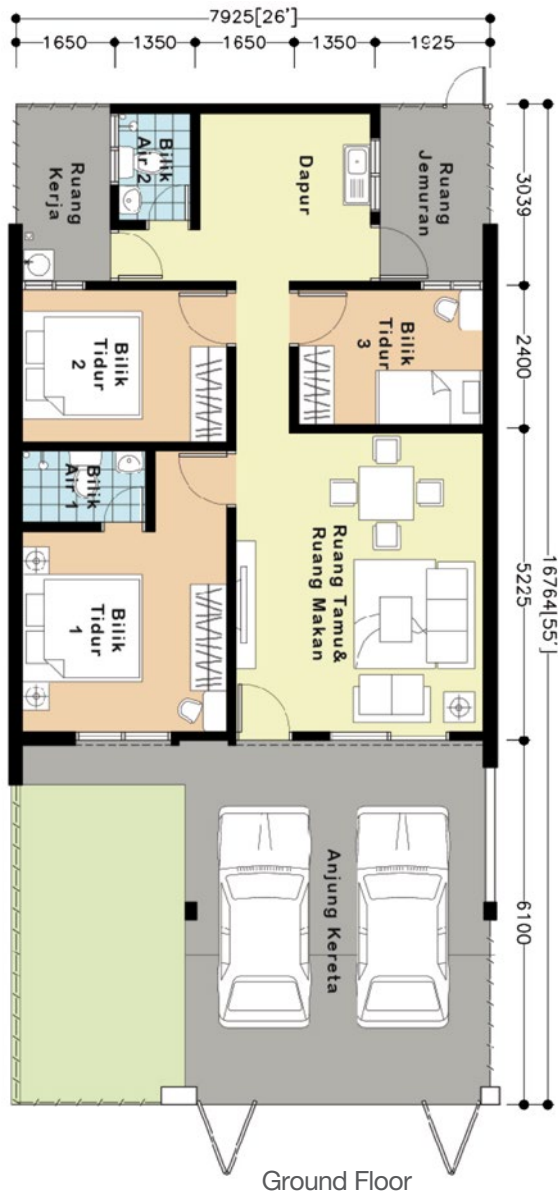 7925[26']
1650
1350
1650
1350
1925
Ruang
Kerja
Bilik
Air 2
Dapur
Ruang
Jemuran
3039
Bilik
Tidur
2
Bilik
Tidur
3
2400
Bilik
Air 1
Ruang Tamu&
Ruang Makan
5225
16764[55']
Bilik
Tidur
1
Anjung Kereta
6100
Ground Floor